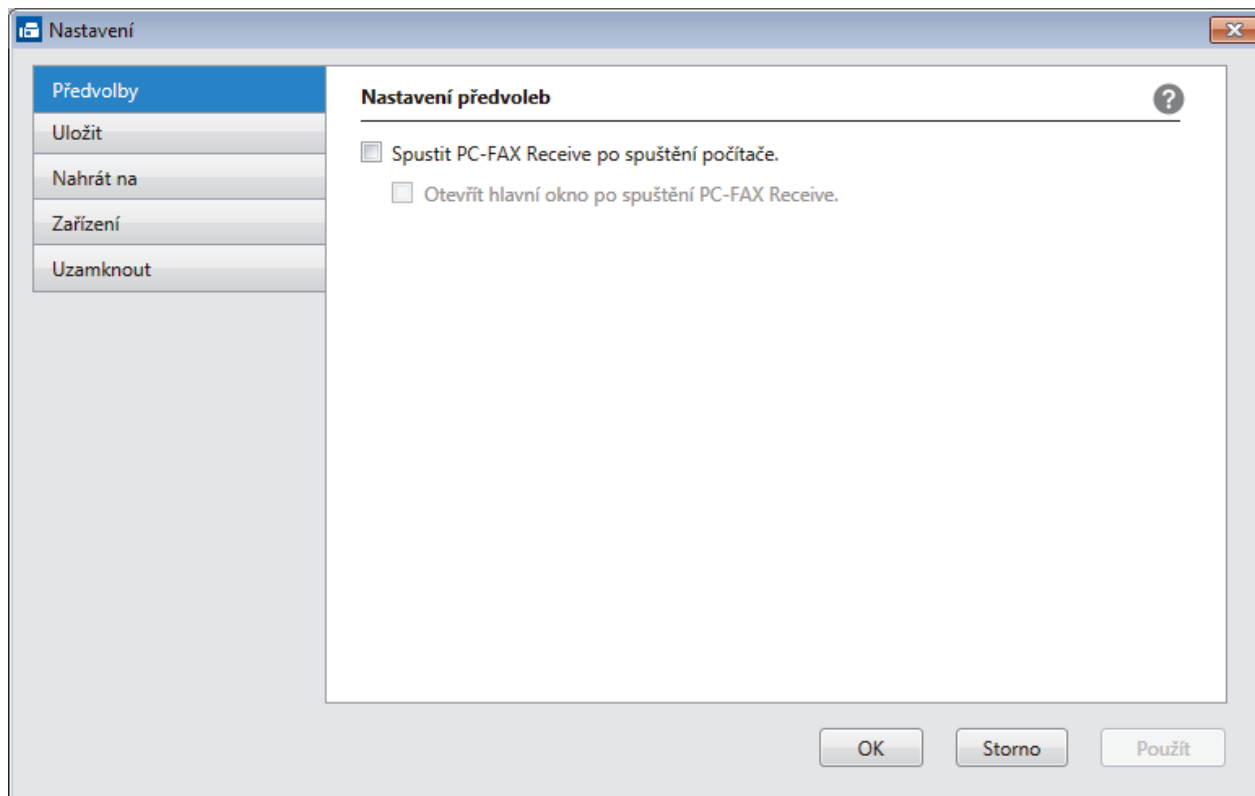 Nastavení
Předvolby
Uložit
Nahrát na
Zařízení
Uzamknout
Nastavení předvoleb
?
Spustit PC-FAX Receive po spuštění počítače.
Otevřít hlavní okno po spuštění PC-FAX Receive.
OK
Storno
Použít